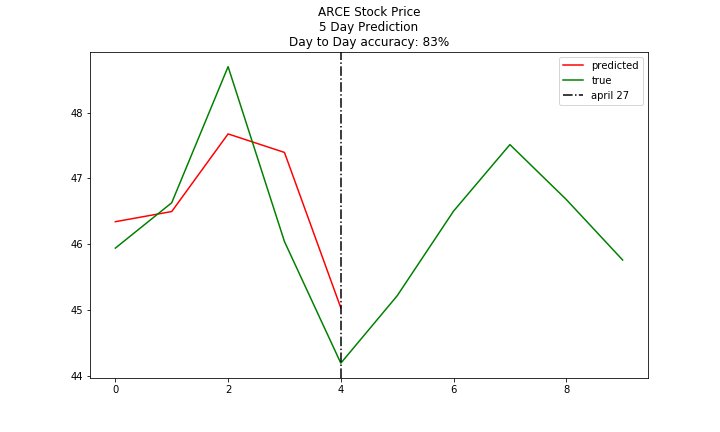 ARCE Stock Price
5 Day Prediction
Day to Day accuracy: 83%
predicted
true
april 27
48
47
46
45
44
0 2 4 6 8